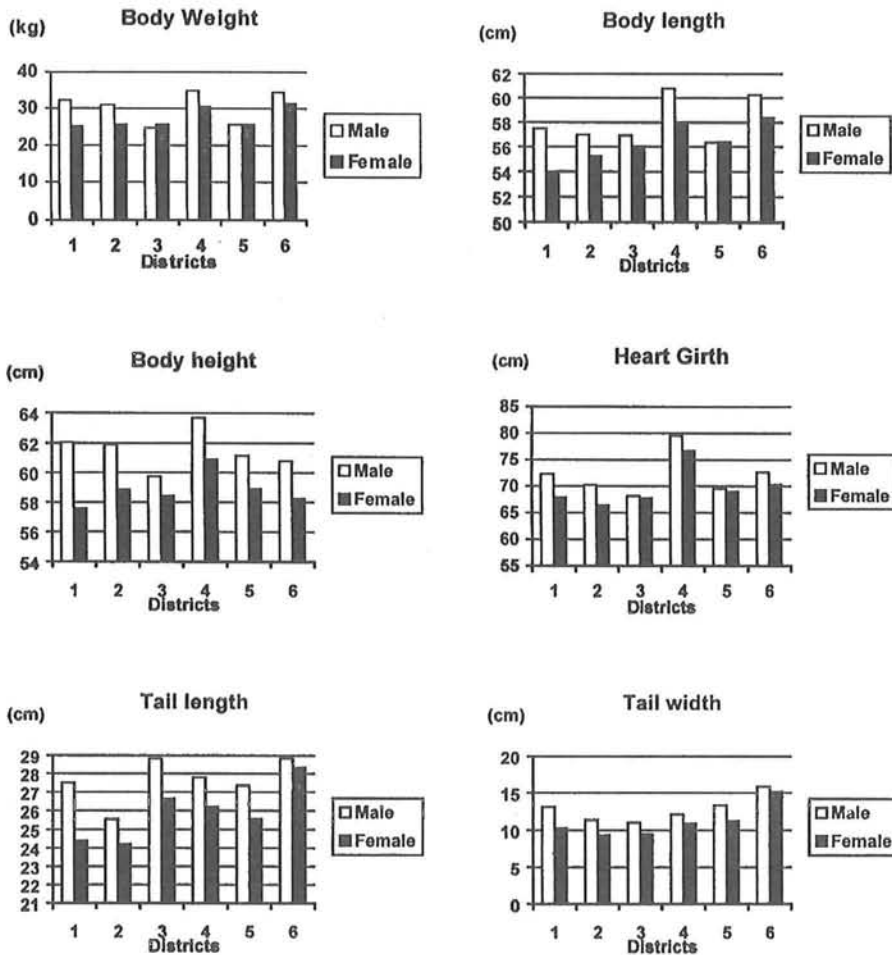 Body Weight
(kg)
40
30
20
10
0
1 2 3 4 5 6
Districts
Male
Female
Body length
(cm)
62
60
58
56
54
52
50
1 2 3 4 5 6
Districts
Male
Female
Body height
(cm)
64
62
60
58
56
54
1 2 3 4 5 6
Districts
Male
Female
Heart Girth
(cm)
85
80
75
70
65
60
55
1 2 3 4 5 6
Districts
Male
Female
Tail length
(cm)
29
28
27
26
25
24
23
22
21
1 2 3 4 5 6
Districts
Male
Female
Tail width
(cm)
20
15
10
5
0
1 2 3 4 5 6
Districts
Male
Female